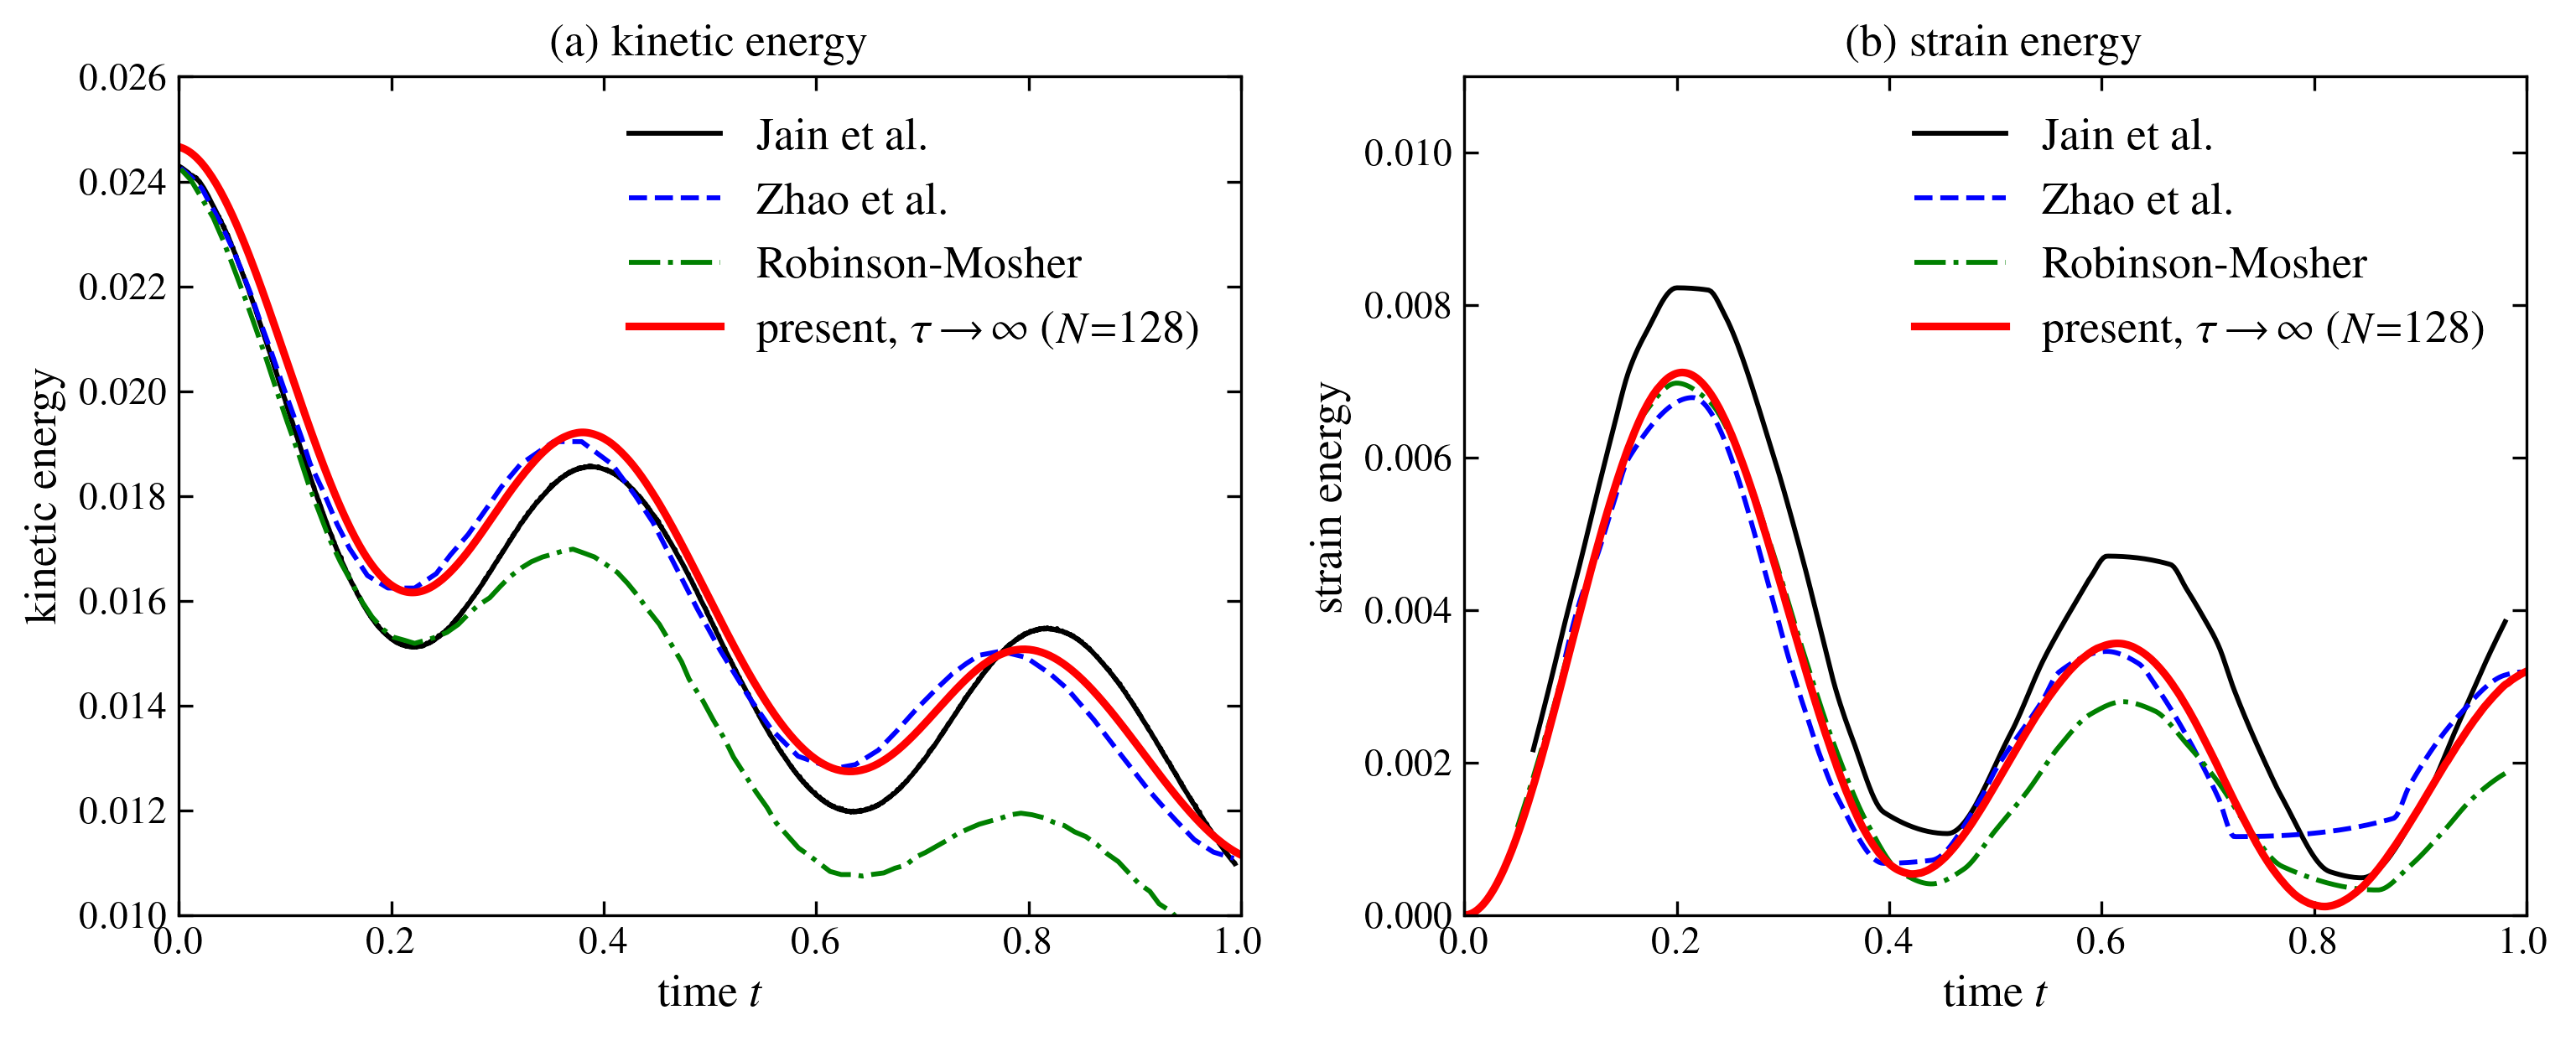 (a) kinetic energy
0.026
0.024
0.022
0.020
0.018
0.016
0.014
0.012
0.010
kinetic energy
Jain et al.
Zhao et al.
Robinson-Mosher
present, τ → ∞ (N=128)
0.0 0.2 0.4 0.6 0.8 1.0
time t
(b) strain energy
0.010
0.008
0.006
0.004
0.002
0.000
strain energy
Jain et al.
Zhao et al.
Robinson-Mosher
present, τ → ∞ (N=128)
0.0 0.2 0.4 0.6 0.8 1.0
time t